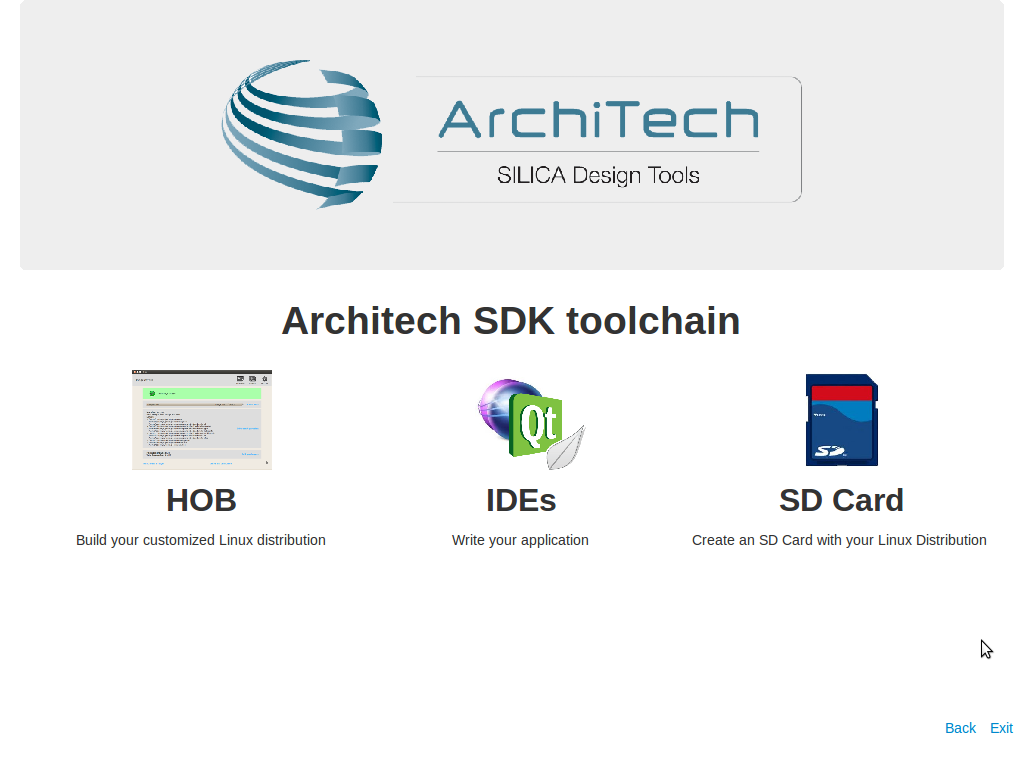 ArchiTech
SILICA Design Tools
Architech SDK toolchain
Qt
SD
HOB
IDEs
SD Card
Build your customized Linux distribution
Write your application
Create an SD Card with your Linux Distribution
Back
Exit